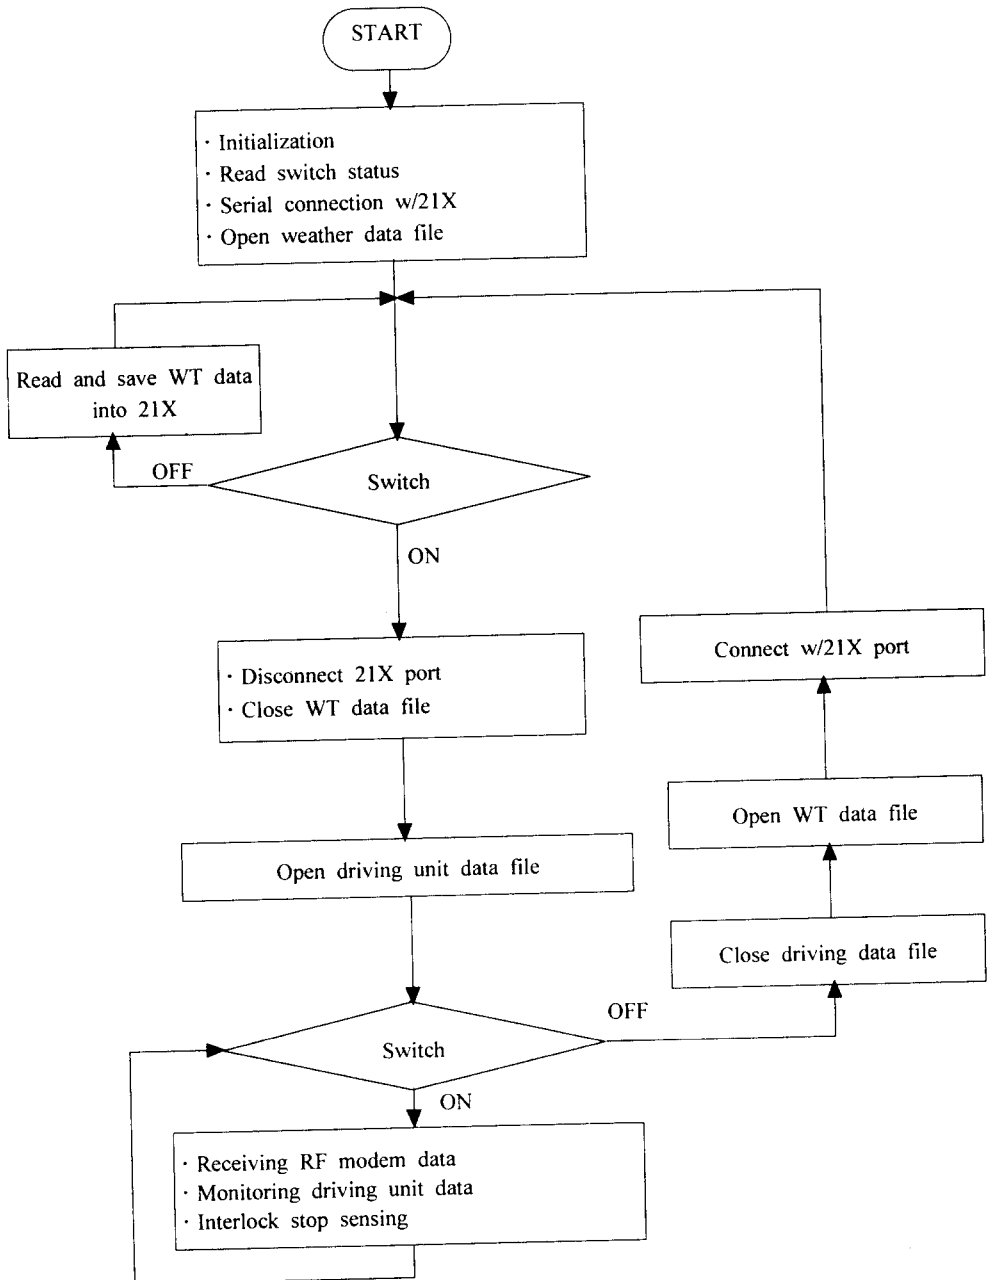 START
· Initialization
· Read switch status
· Serial connection w/21X
· Open weather data file
Read and save WT data
into 21X
OFF
Switch
ON
· Disconnect 21X port
· Close WT data file
Connect w/21X port
Open WT data file
Open driving unit data file
Close driving data file
OFF
Switch
ON
· Receiving RF modem data
· Monitoring driving unit data
· Interlock stop sensing